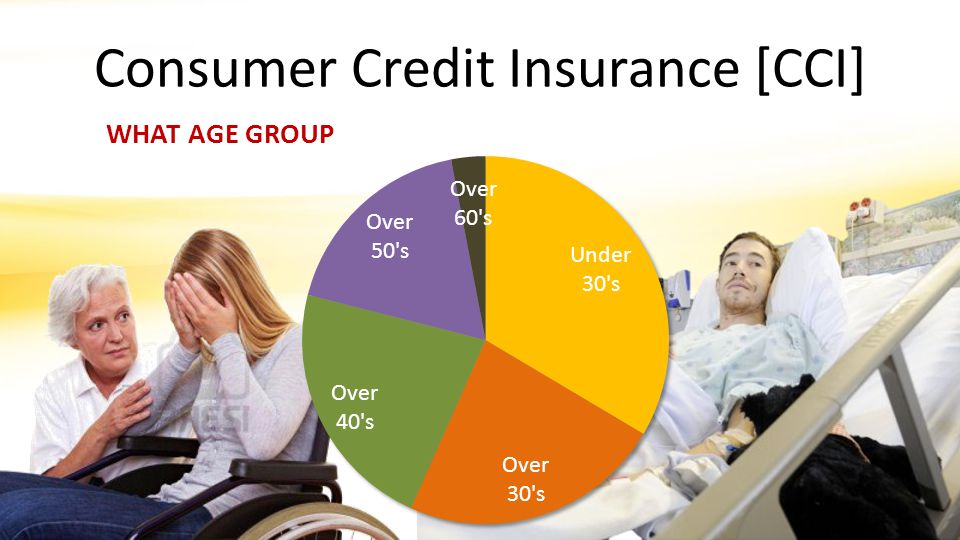 Consumer Credit Insurance [CCI]
WHAT AGE GROUP
Over
60's
Over
50's
Under
30's
Over
40's
Over
30's